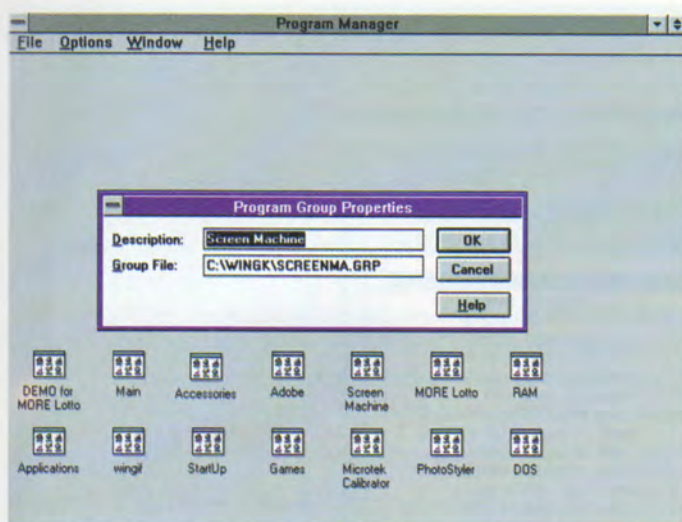 Program Manager
File Options Window Help
Program Group Properties
Description: Screen Machine OK
Group File: C:\WINGK\SCREENMA.GRP Cancel
Help
DEMO for MORE Lotto
Main
Accessories
Adobe
Screen Machine
MORE Lotto
RAM
Applications
wingif
StartUp
Games
Microtek Calibrator
PhotoStyler
DOS